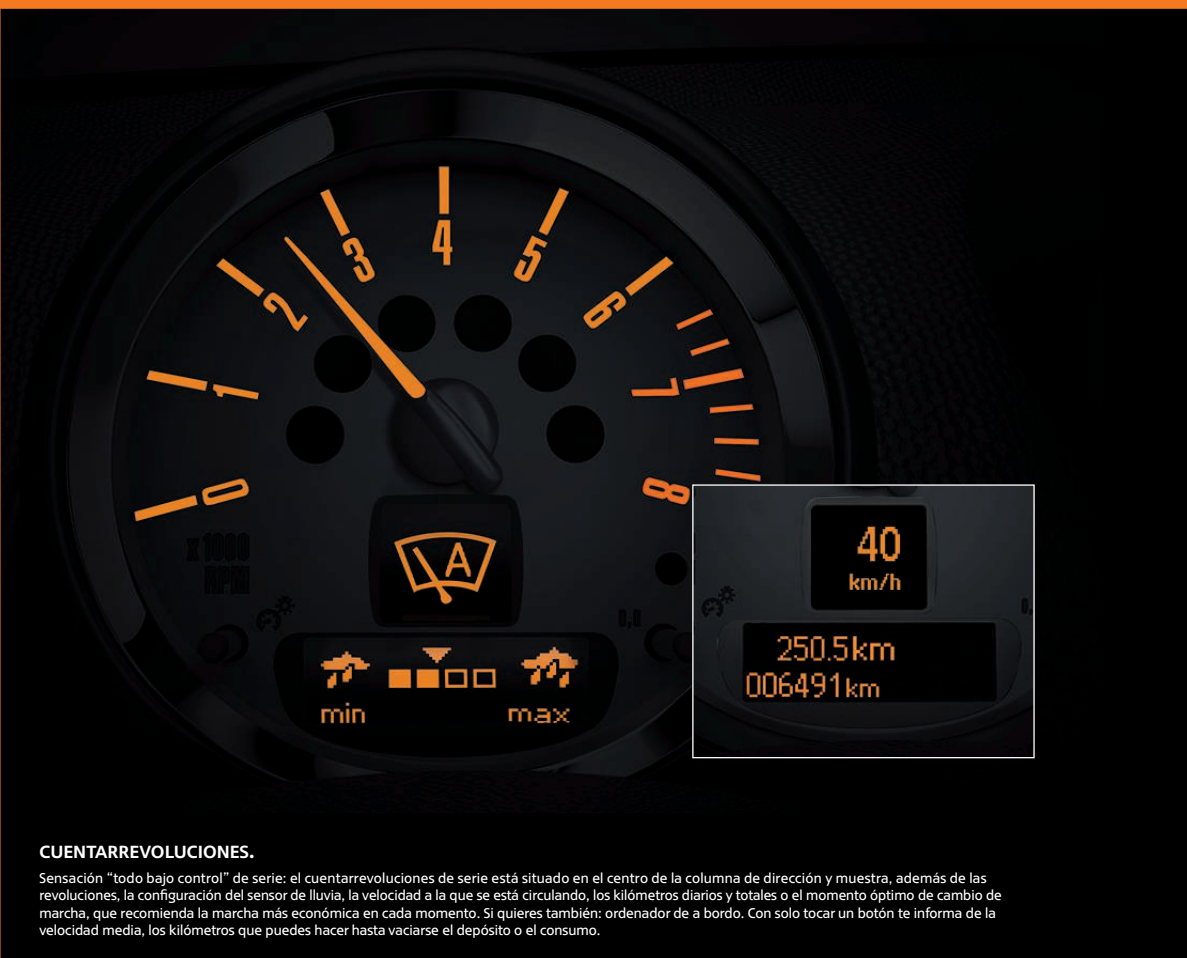 0
1
2
3
4
5
6
7
8
x 1000
RPM
A
0,0
min
max
40
km/h
250.5km
006491km
CUENTARREVOLUCIONES.
Sensación “todo bajo control” de serie: el cuentarrevoluciones de serie está situado en el centro de la columna de dirección y muestra, además de las
revoluciones, la configuración del sensor de lluvia, la velocidad a la que se está circulando, los kilómetros diarios y totales o el momento óptimo de cambio de
marcha, que recomienda la marcha más económica en cada momento. Si quieres también: ordenador de a bordo. Con solo tocar un botón te informa de la
velocidad media, los kilómetros que puedes hacer hasta vaciarse el depósito o el consumo.